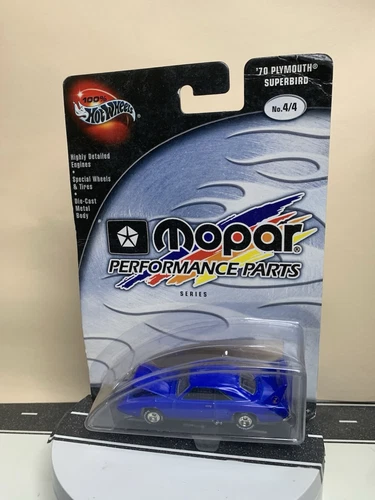 100%
Hot Wheels
'70 PLYMOUTH®
SUPERBIRD
No.4/4
Highly Detailed
Engines
•
Special Wheels
& Tires
•
Die-Cast
Metal
Body
mopar®
PERFORMANCE PARTS
SERIES